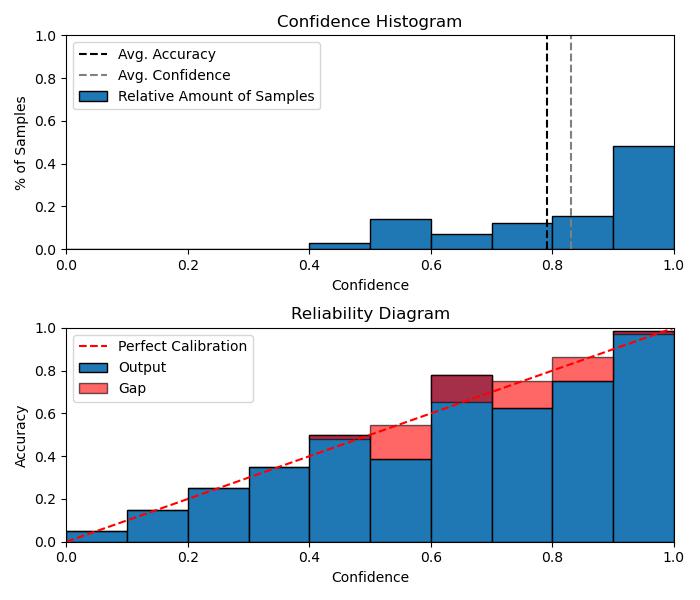 Confidence Histogram
1.0
0.8
0.6
0.4
0.2
0.0
% of Samples
Avg. Accuracy
Avg. Confidence
Relative Amount of Samples
0.0 0.2 0.4 0.6 0.8 1.0
Confidence
Reliability Diagram
1.0
0.8
0.6
0.4
0.2
0.0
Accuracy
Perfect Calibration
Output
Gap
0.0 0.2 0.4 0.6 0.8 1.0
Confidence